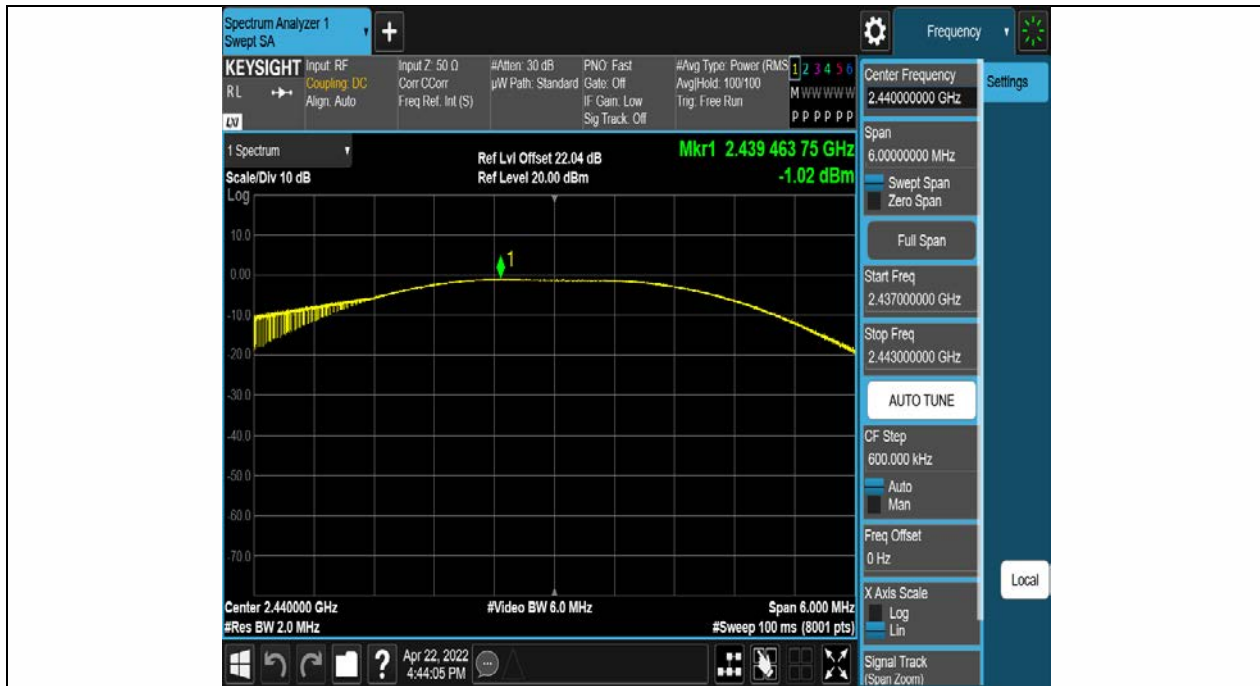 Spectrum Analyzer 1
Swept SA
+
Frequency
KEYSIGHT
RL
LXI
Input: RF
Coupling: DC
Align: Auto
Input Z: 50 Ω
Corr CCorr
Freq Ref: Int (S)
#Atten: 30 dB
µW Path: Standard
PNO: Fast
Gate: Off
IF Gain: Low
Sig Track: Off
#Avg Type: Power (RMS
Avg|Hold: 100/100
Trig: Free Run
1 2 3 4 5 6
M W W W W W
P P P P P P
1 Spectrum
Scale/Div 10 dB
Ref Lvl Offset 22.04 dB
Ref Level 20.00 dBm
Mkr1 2.439 463 75 GHz
-1.02 dBm
Log
10.0
0.00
-10.0
-20.0
-30.0
-40.0
-50.0
-60.0
-70.0
1
Center 2.440000 GHz
#Res BW 2.0 MHz
#Video BW 6.0 MHz
Span 6.000 MHz
#Sweep 100 ms (8001 pts)
Center Frequency
2.440000000 GHz
Settings
Span
6.00000000 MHz
Swept Span
Zero Span
Full Span
Start Freq
2.437000000 GHz
Stop Freq
2.443000000 GHz
AUTO TUNE
CF Step
600.000 kHz
Auto
Man
Freq Offset
0 Hz
X Axis Scale
Log
Lin
Local
Signal Track
(Span Zoom)
?
Apr 22, 2022
4:44:05 PM